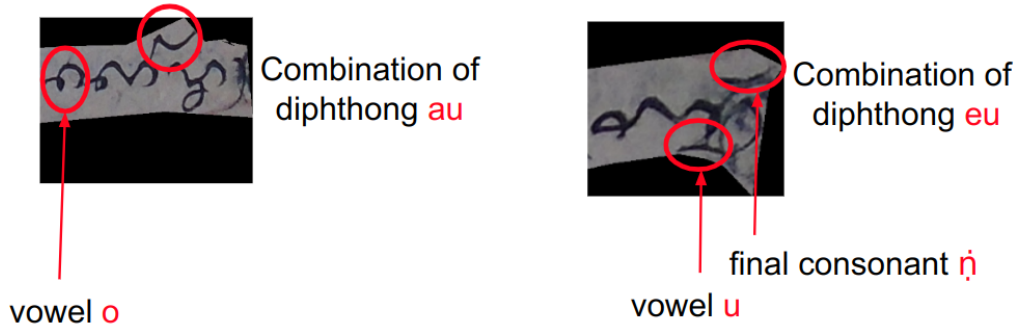 Combination of
diphthong au
Combination of
diphthong eu
final consonant ṇ̇
vowel u
vowel o